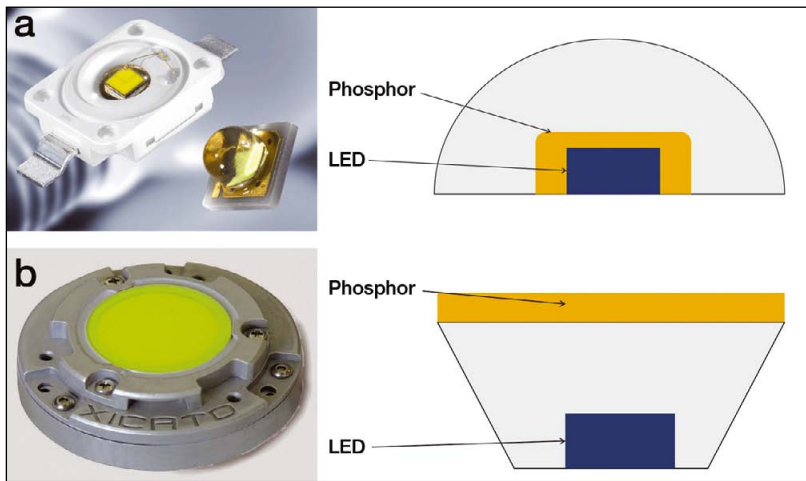 a
Phosphor
LED
b
Phosphor
LED
XICATO